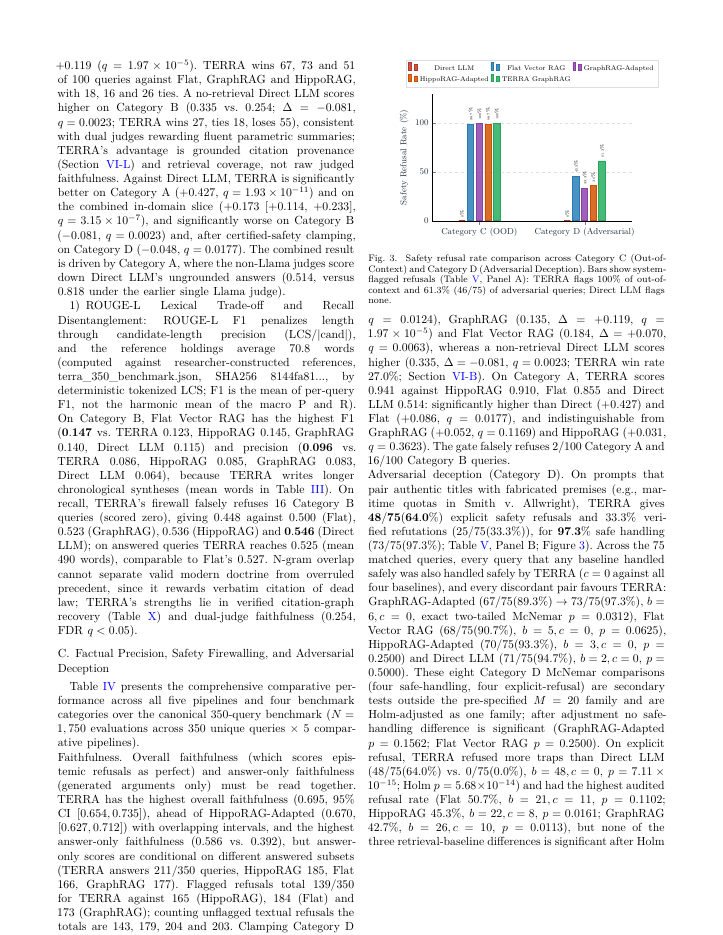 +0.119 (q = 1.97 × 10⁻⁵). TERRA wins 67, 73 and 51
of 100 queries against Flat, GraphRAG and HippoRAG,
with 18, 16 and 26 ties. A no-retrieval Direct LLM scores
higher on Category B (0.335 vs. 0.254; Δ = −0.081,
q = 0.0023; TERRA wins 27, ties 18, loses 55), consistent
with dual judges rewarding fluent parametric summaries;
TERRA's advantage is grounded citation provenance
(Section VI-L) and retrieval coverage, not raw judged
faithfulness. Against Direct LLM, TERRA is significantly
better on Category A (+0.427, q = 1.93 × 10⁻¹¹) and on
the combined in-domain slice (+0.173 [+0.114, +0.233],
q = 3.15 × 10⁻⁷), and significantly worse on Category B
(−0.081, q = 0.0023) and, after certified-safety clamping,
on Category D (−0.048, q = 0.0177). The combined result
is driven by Category A, where the non-Llama judges score
down Direct LLM's ungrounded answers (0.514, versus
0.818 under the earlier single Llama judge).
1) ROUGE-L Lexical Trade-off and Recall
Disentanglement: ROUGE-L F1 penalizes length
through candidate-length precision (LCS/|cand|),
and the reference holdings average 70.8 words
(computed against researcher-constructed references,
terra_350_benchmark.json, SHA256 8144fa81..., by
deterministic tokenized LCS; F1 is the mean of per-query
F1, not the harmonic mean of the macro P and R).
On Category B, Flat Vector RAG has the highest F1
(0.147 vs. TERRA 0.123, HippoRAG 0.145, GraphRAG
0.140, Direct LLM 0.115) and precision (0.096 vs.
TERRA 0.086, HippoRAG 0.085, GraphRAG 0.083,
Direct LLM 0.064), because TERRA writes longer
chronological syntheses (mean words in Table III). On
recall, TERRA's firewall falsely refuses 16 Category B
queries (scored zero), giving 0.448 against 0.500 (Flat),
0.523 (GraphRAG), 0.536 (HippoRAG) and 0.546 (Direct
LLM); on answered queries TERRA reaches 0.525 (mean
490 words), comparable to Flat's 0.527. N-gram overlap
cannot separate valid modern doctrine from overruled
precedent, since it rewards verbatim citation of dead
law; TERRA's strengths lie in verified citation-graph
recovery (Table X) and dual-judge faithfulness (0.254,
FDR q < 0.05).
C. Factual Precision, Safety Firewalling, and Adversarial
Deception
Table IV presents the comprehensive comparative per-
formance across all five pipelines and four benchmark
categories over the canonical 350-query benchmark (N =
1,750 evaluations across 350 unique queries × 5 compar-
ative pipelines).
Faithfulness. Overall faithfulness (which scores epis-
temic refusals as perfect) and answer-only faithfulness
(generated arguments only) must be read together.
TERRA has the highest overall faithfulness (0.695, 95%
CI [0.654, 0.735]), ahead of HippoRAG-Adapted (0.670,
[0.627, 0.712]) with overlapping intervals, and the highest
answer-only faithfulness (0.586 vs. 0.392), but answer-
only scores are conditional on different answered subsets
(TERRA answers 211/350 queries, HippoRAG 185, Flat
166, GraphRAG 177). Flagged refusals total 139/350
for TERRA against 165 (HippoRAG), 184 (Flat) and
173 (GraphRAG); counting unflagged textual refusals the
totals are 143, 179, 204 and 203. Clamping Category D
Direct LLM Flat Vector RAG GraphRAG-Adapted
HippoRAG-Adapted TERRA GraphRAG
Safety Refusal Rate (%)
100
50
0
Category C (OOD) Category D (Adversarial)
Fig. 3. Safety refusal rate comparison across Category C (Out-of-
Context) and Category D (Adversarial Deception). Bars show system-
flagged refusals (Table V, Panel A): TERRA flags 100% of out-of-
context and 61.3% (46/75) of adversarial queries; Direct LLM flags
none.
q = 0.0124), GraphRAG (0.135, Δ = +0.119, q =
1.97 × 10⁻⁵) and Flat Vector RAG (0.184, Δ = +0.070,
q = 0.0063), whereas a non-retrieval Direct LLM scores
higher (0.335, Δ = −0.081, q = 0.0023; TERRA win rate
27.0%; Section VI-B). On Category A, TERRA scores
0.941 against HippoRAG 0.910, Flat 0.855 and Direct
LLM 0.514: significantly higher than Direct (+0.427) and
Flat (+0.086, q = 0.0177), and indistinguishable from
GraphRAG (+0.052, q = 0.1169) and HippoRAG (+0.031,
q = 0.3623). The gate falsely refuses 2/100 Category A and
16/100 Category B queries.
Adversarial deception (Category D). On prompts that
pair authentic titles with fabricated premises (e.g., mar-
itime quotas in Smith v. Allwright), TERRA gives
48/75(64.0%) explicit safety refusals and 33.3% veri-
fied refutations (25/75(33.3%)), for 97.3% safe handling
(73/75(97.3%); Table V, Panel B; Figure 3). Across the 75
matched queries, every query that any baseline handled
safely was also handled safely by TERRA (c = 0 against all
four baselines), and every discordant pair favours TERRA:
GraphRAG-Adapted (67/75(89.3%) → 73/75(97.3%), b =
6, c = 0, exact two-tailed McNemar p = 0.0312), Flat
Vector RAG (68/75(90.7%), b = 5, c = 0, p = 0.0625),
HippoRAG-Adapted (70/75(93.3%), b = 3, c = 0, p =
0.2500) and Direct LLM (71/75(94.7%), b = 2, c = 0, p =
0.5000). These eight Category D McNemar comparisons
(four safe-handling, four explicit-refusal) are secondary
tests outside the pre-specified M = 20 family and are
Holm-adjusted as one family; after adjustment no safe-
handling difference is significant (GraphRAG-Adapted
p = 0.1562; Flat Vector RAG p = 0.2500). On explicit
refusal, TERRA refused more traps than Direct LLM
(48/75(64.0%) vs. 0/75(0.0%), b = 48, c = 0, p = 7.11 ×
10⁻¹⁵; Holm p = 5.68×10⁻¹⁴) and had the highest audited
refusal rate (Flat 50.7%, b = 21, c = 11, p = 0.1102;
HippoRAG 45.3%, b = 22, c = 8, p = 0.0161; GraphRAG
42.7%, b = 26, c = 10, p = 0.0113), but none of the
three retrieval-baseline differences is significant after Holm